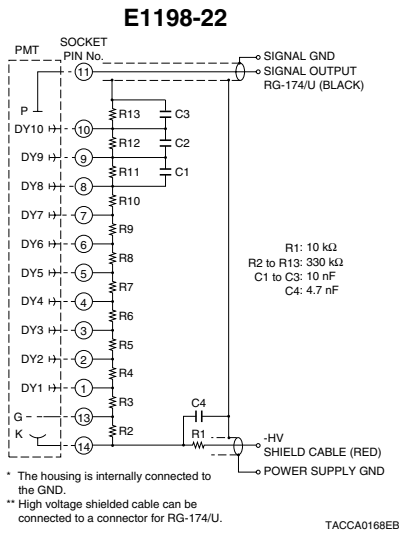 E1198-22
PMT
SOCKET
PIN No.
11
SIGNAL GND
SIGNAL OUTPUT
RG-174/U (BLACK)
P
R13
C3
DY10
10
R12
C2
DY9
9
R11
C1
DY8
8
R10
DY7
7
R9
DY6
6
R8
DY5
5
R7
DY4
4
R6
DY3
3
R5
DY2
2
R4
DY1
1
R3
G
13
R2
K
14
R1: 10 kΩ
R2 to R13: 330 kΩ
C1 to C3: 10 nF
C4: 4.7 nF
C4
R1
-HV
SHIELD CABLE (RED)
POWER SUPPLY GND
* The housing is internally connected to
the GND.
** High voltage shielded cable can be
connected to a connector for RG-174/U.
TACCA0168EB